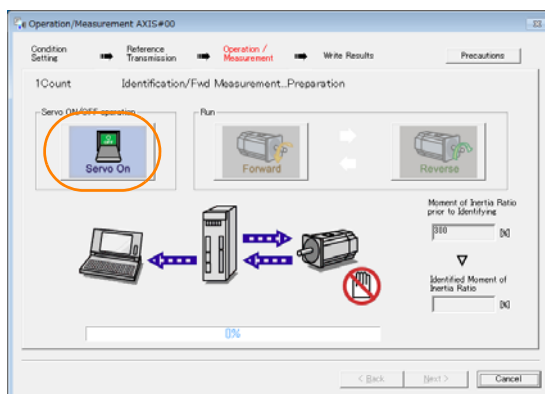 Operation/Measurement AXIS#00
Condition Setting
Reference Transmission
Operation / Measurement
Write Results
Precautions
1Count
Identification/Fwd Measurement...Preparation
Servo ON/OFF operation
Run
Servo On
Forward
Reverse
Moment of Inertia Ratio
prior to Identifying
300
[%]
Identified Moment of
Inertia Ratio
[%]
0%
< Back
Next >
Cancel